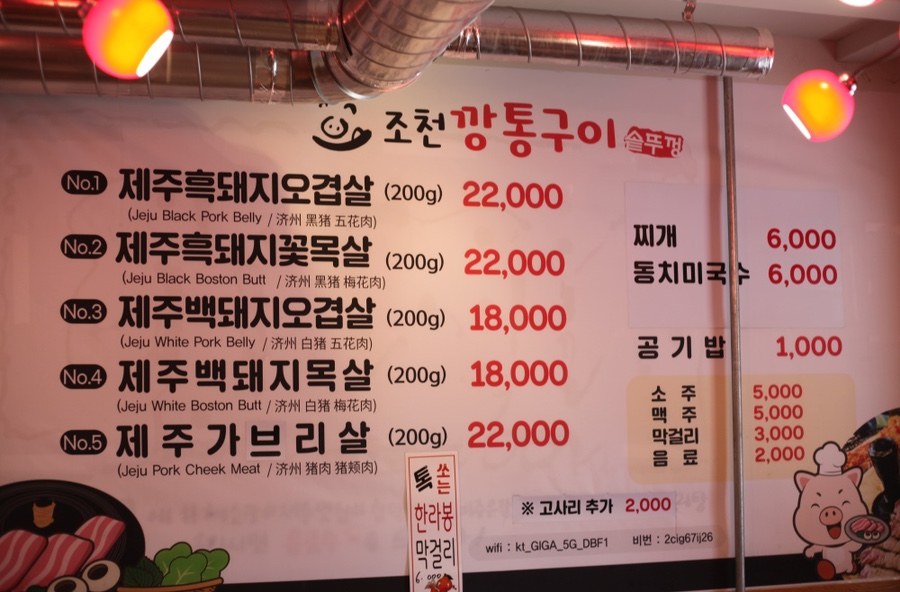 조천 깡통구이 솥뚜껑
No.1 제주흑돼지오겹살 (200g) 22,000
(Jeju Black Pork Belly / 济州 黑猪 五花肉)
No.2 제주흑돼지꽃목살 (200g) 22,000
(Jeju Black Boston Butt / 济州 黑猪 梅花肉)
No.3 제주백돼지오겹살 (200g) 18,000
(Jeju White Pork Belly / 济州 白猪 五花肉)
No.4 제주백돼지목살 (200g) 18,000
(Jeju White Boston Butt / 济州 白猪 梅花肉)
No.5 제주가브리살 (200g) 22,000
(Jeju Pork Cheek Meat / 济州 猪肉 猪颊肉)
찌개 6,000
동치미국수 6,000
공기밥 1,000
소주 5,000
맥주 5,000
막걸리 3,000
음료 2,000
※ 고사리 추가 2,000
wifi : kt_GIGA_5G_DBF1 비번 : 2cig67ij26
톡 쏘는
한라봉
막걸리